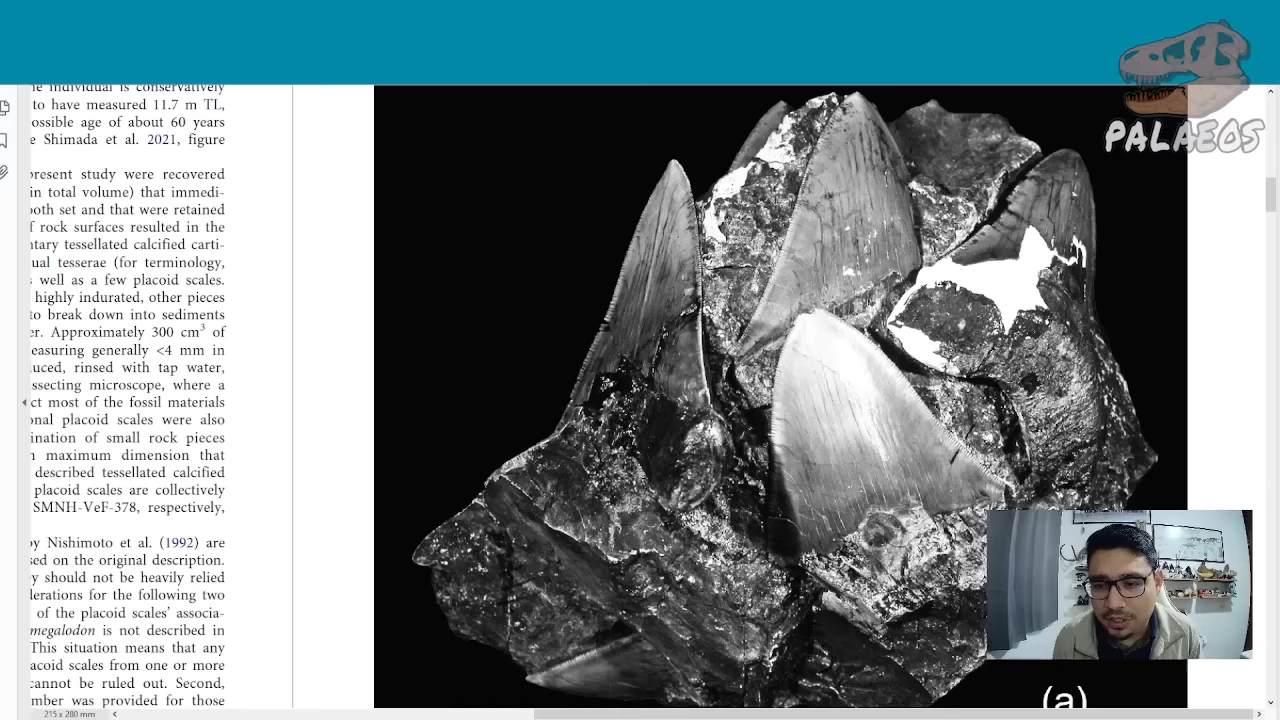 PALAEOS
ne individual is conservatively
to have measured 11.7 m TL,
ossible age of about 60 years
e Shimada et al. 2021, figure
present study were recovered
in total volume) that immedi-
ooth set and that were retained
f rock surfaces resulted in the
ntary tessellated calcified carti-
ual tesserae (for terminology,
s well as a few placoid scales.
highly indurated, other pieces
to break down into sediments
er. Approximately 300 cm³ of
easuring generally <4 mm in
uced, rinsed with tap water,
issecting microscope, where a
ct most of the fossil materials
onal placoid scales were also
ination of small rock pieces
n maximum dimension that
described tessellated calcified
placoid scales are collectively
SMNH-VeF-378, respectively,
by Nishimoto et al. (1992) are
sed on the original description.
y should not be heavily relied
lerations for the following two
of the placoid scales' associa-
megalodon is not described in
This situation means that any
acoid scales from one or more
cannot be ruled out. Second,
mber was provided for those
(a)
215 x 280 mm